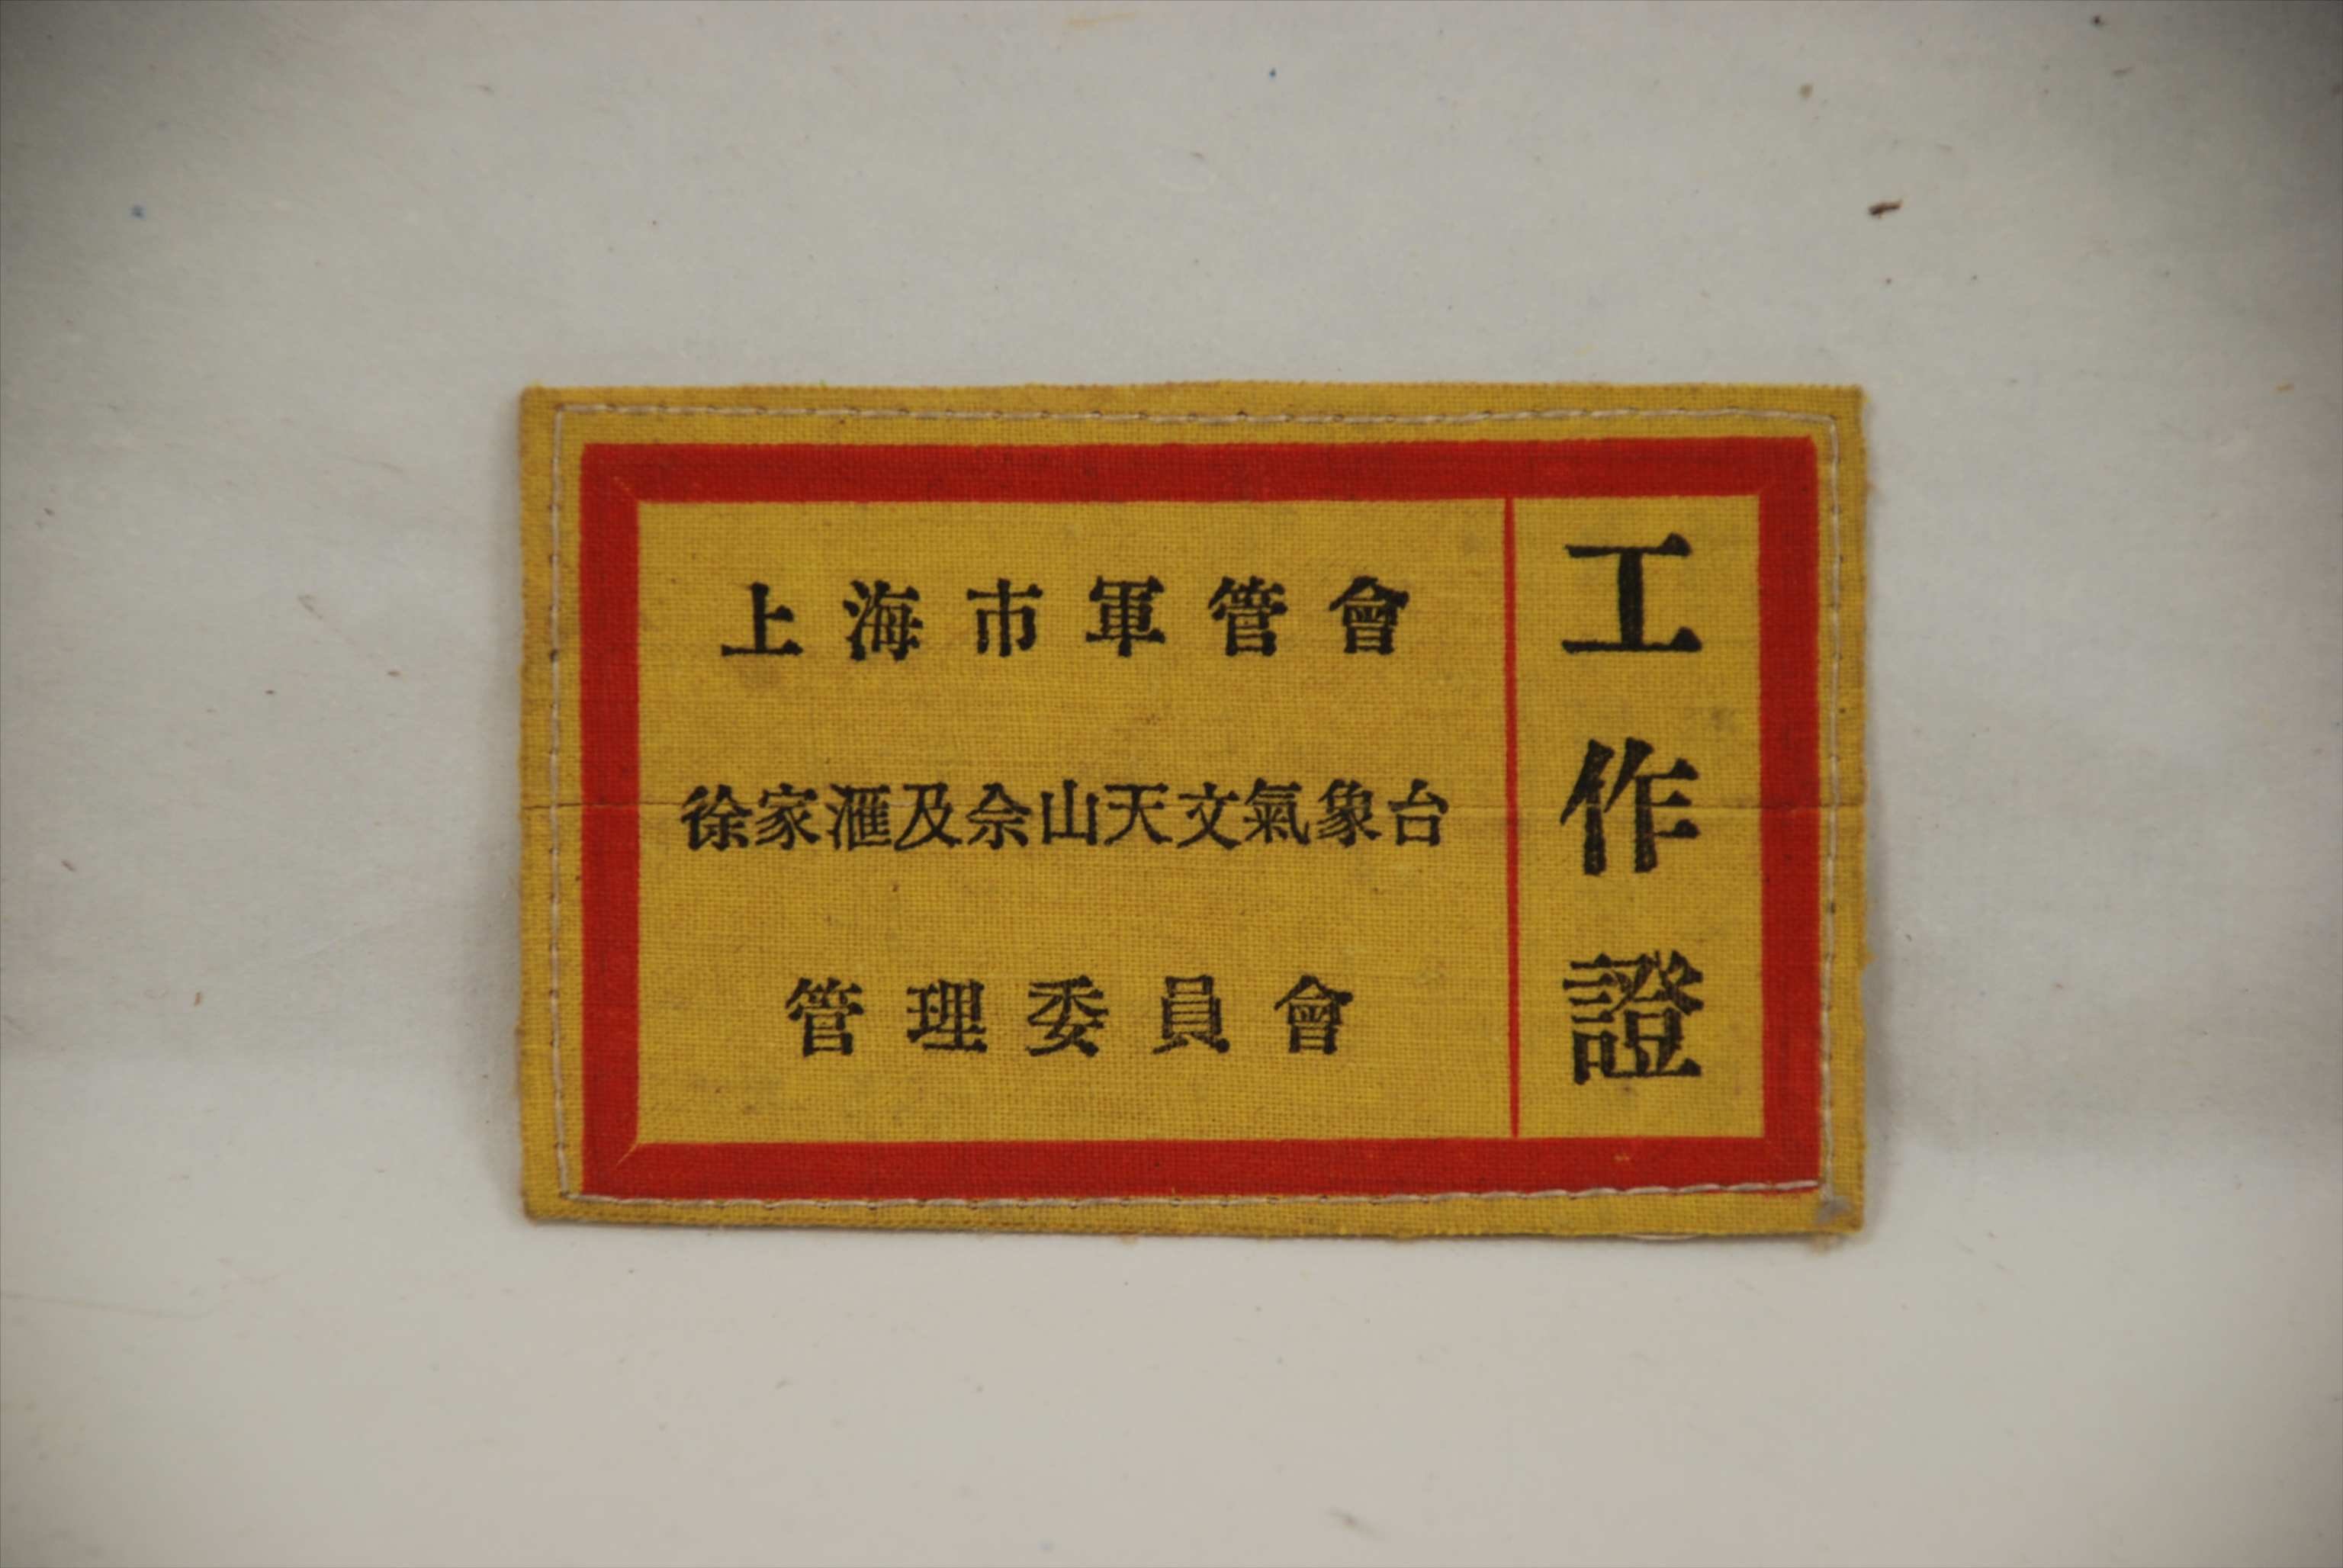 上海市軍管會
徐家滙及佘山天文氣象台
管理委員會
工作證